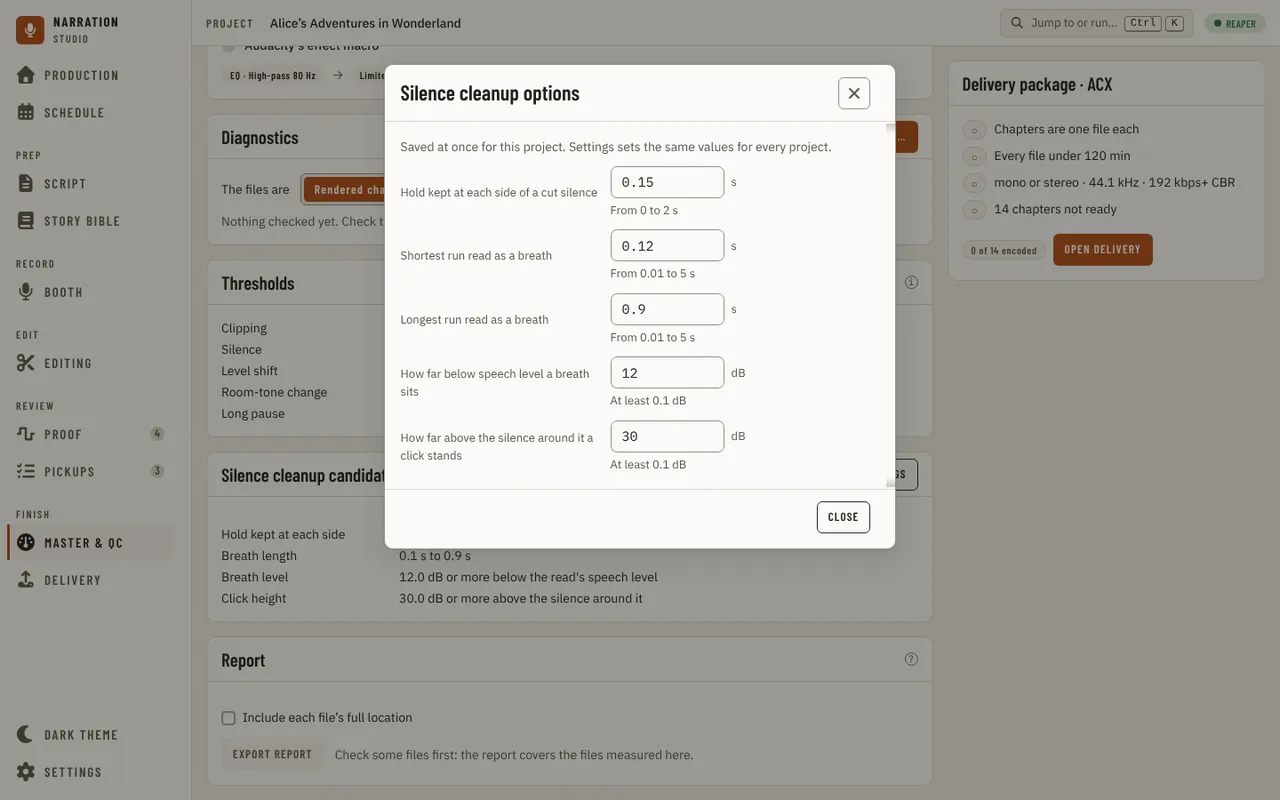 NARRATION
STUDIO
PRODUCTION
SCHEDULE
PREP
SCRIPT
STORY BIBLE
RECORD
BOOTH
EDIT
EDITING
REVIEW
PROOF 4
PICKUPS 3
FINISH
MASTER & QC
DELIVERY
DARK THEME
SETTINGS
PROJECT Alice's Adventures in Wonderland
Jump to or run... Ctrl K
REAPER
Audacity's effect macro
EQ · High-pass 80 Hz → Limite
Diagnostics
The files are Rendered cha
Nothing checked yet. Check t
Thresholds
Clipping
Silence
Level shift
Room-tone change
Long pause
Silence cleanup candidat
Hold kept at each side
Breath length 0.1 s to 0.9 s
Breath level 12.0 dB or more below the read's speech level
Click height 30.0 dB or more above the silence around it
Report
Include each file's full location
EXPORT REPORT Check some files first: the report covers the files measured here.
Silence cleanup options
Saved at once for this project. Settings sets the same values for every project.
Hold kept at each side of a cut silence 0.15 s
From 0 to 2 s
Shortest run read as a breath 0.12 s
From 0.01 to 5 s
Longest run read as a breath 0.9 s
From 0.01 to 5 s
How far below speech level a breath
sits
12 dB
At least 0.1 dB
How far above the silence around it a
click stands
30 dB
At least 0.1 dB
CLOSE
Delivery package · ACX
Chapters are one file each
Every file under 120 min
mono or stereo · 44.1 kHz · 192 kbps+ CBR
14 chapters not ready
0 of 14 encoded OPEN DELIVERY